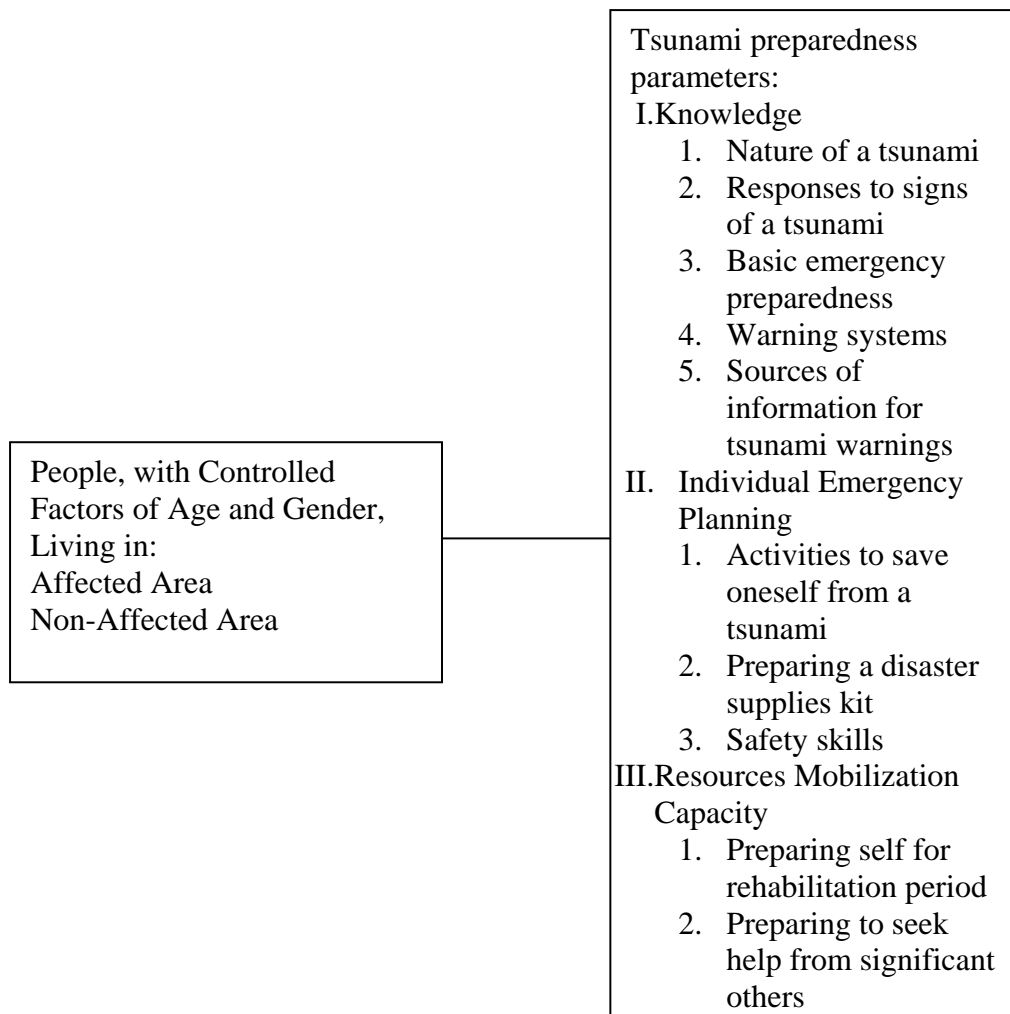 People, with Controlled
Factors of Age and Gender,
Living in:
Affected Area
Non-Affected Area
Tsunami preparedness
parameters:
I.Knowledge
1. Nature of a tsunami
2. Responses to signs
of a tsunami
3. Basic emergency
preparedness
4. Warning systems
5. Sources of
information for
tsunami warnings
II. Individual Emergency
Planning
1. Activities to save
oneself from a
tsunami
2. Preparing a disaster
supplies kit
3. Safety skills
III.Resources Mobilization
Capacity
1. Preparing self for
rehabilitation period
2. Preparing to seek
help from significant
others